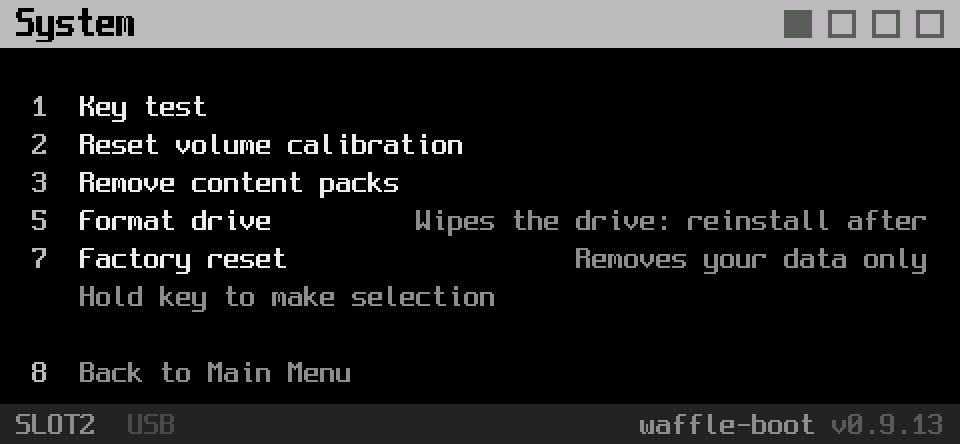 System
1 Key test
2 Reset volume calibration
3 Remove content packs
5 Format drive Wipes the drive: reinstall after
7 Factory reset Removes your data only
Hold key to make selection
8 Back to Main Menu
SLOT2 USB waffle-boot v0.9.13